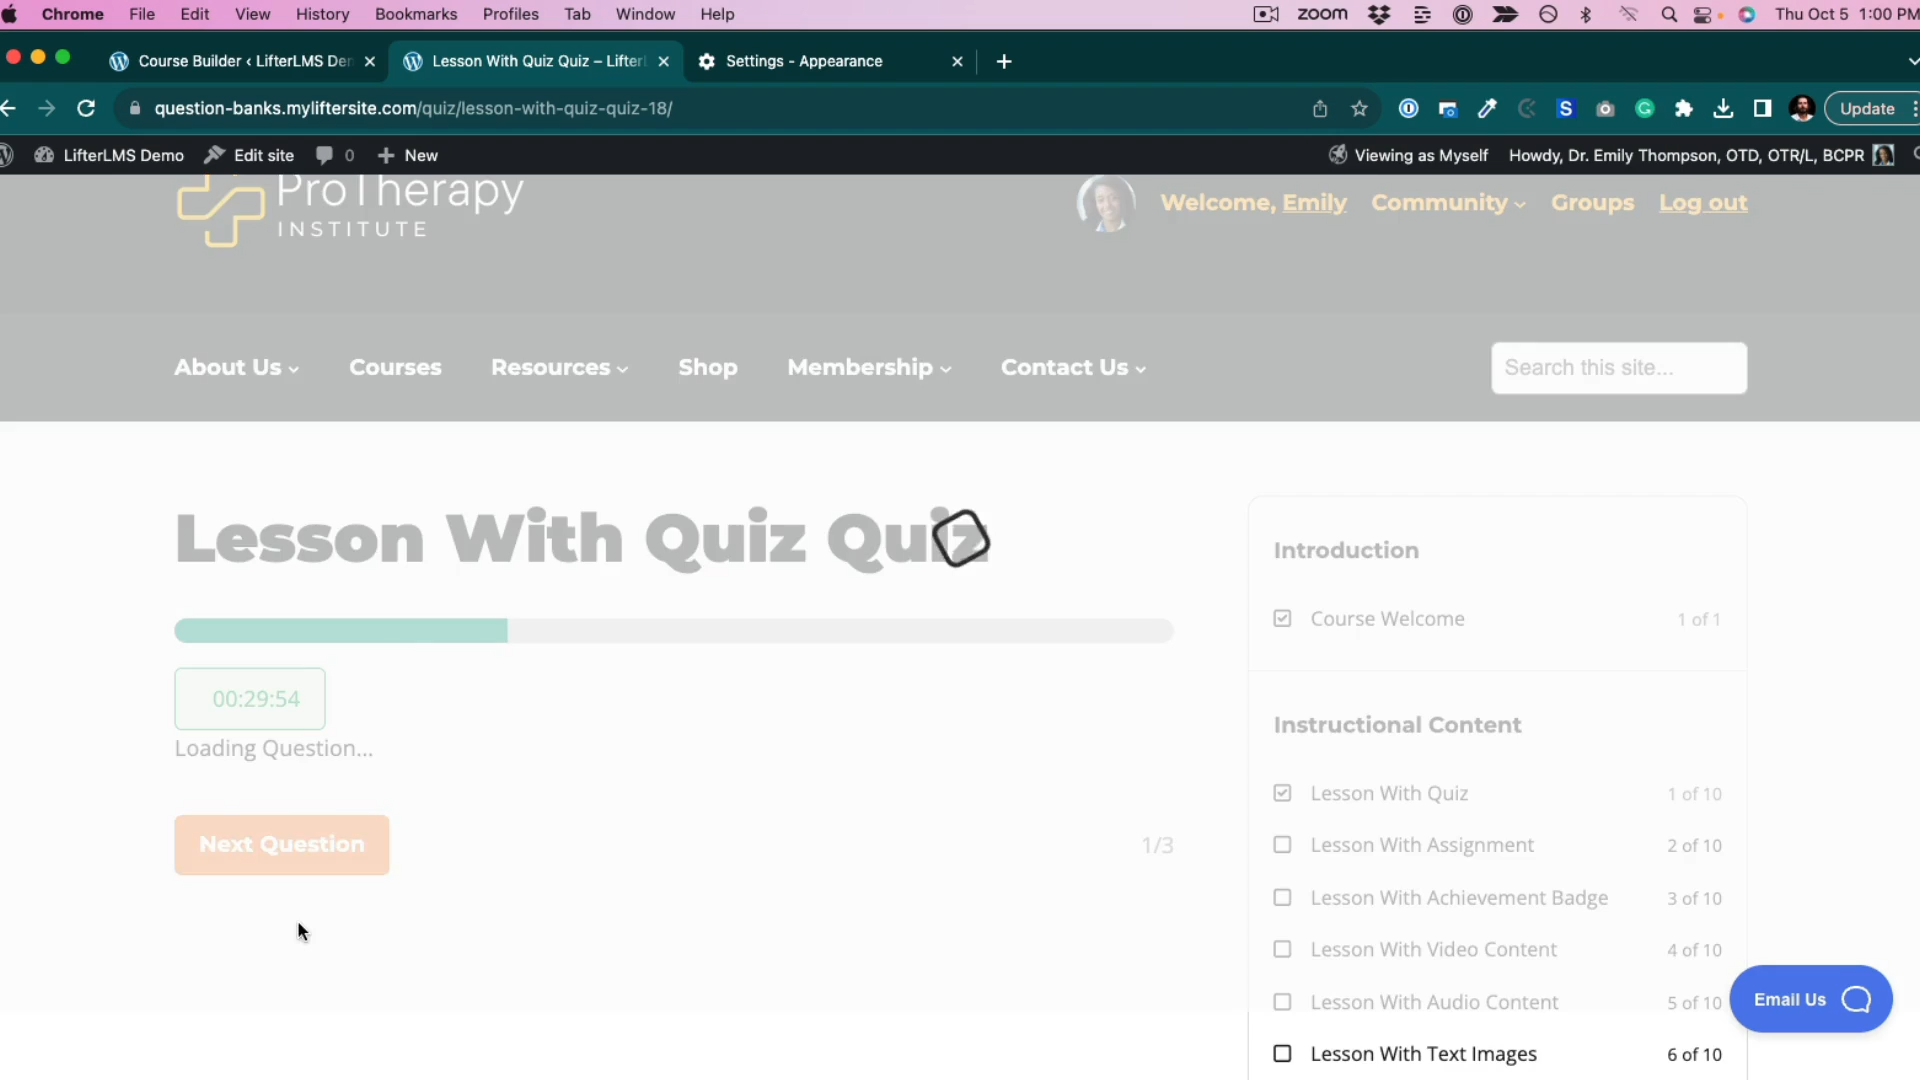 Chrome File Edit View History Bookmarks Profiles Tab Window Help zoom Thu Oct 5 1:00 PM
Course Builder ‹ LifterLMS De Lesson With Quiz Quiz – Lifter Settings - Appearance
question-banks.myliftersite.com/quiz/lesson-with-quiz-quiz-18/ S Update
LifterLMS Demo Edit site 0 New Viewing as Myself Howdy, Dr. Emily Thompson, OTD, OTR/L, BCPR
ProTherapy
INSTITUTE
Welcome, Emily Community Groups Log out
About Us Courses Resources Shop Membership Contact Us Search this site...
Lesson With Quiz Quiz
00:29:54
Loading Question...
Next Question 1/3
Introduction
Course Welcome 1 of 1
Instructional Content
Lesson With Quiz 1 of 10
Lesson With Assignment 2 of 10
Lesson With Achievement Badge 3 of 10
Lesson With Video Content 4 of 10
Lesson With Audio Content 5 of 10
Lesson With Text Images 6 of 10
Email Us